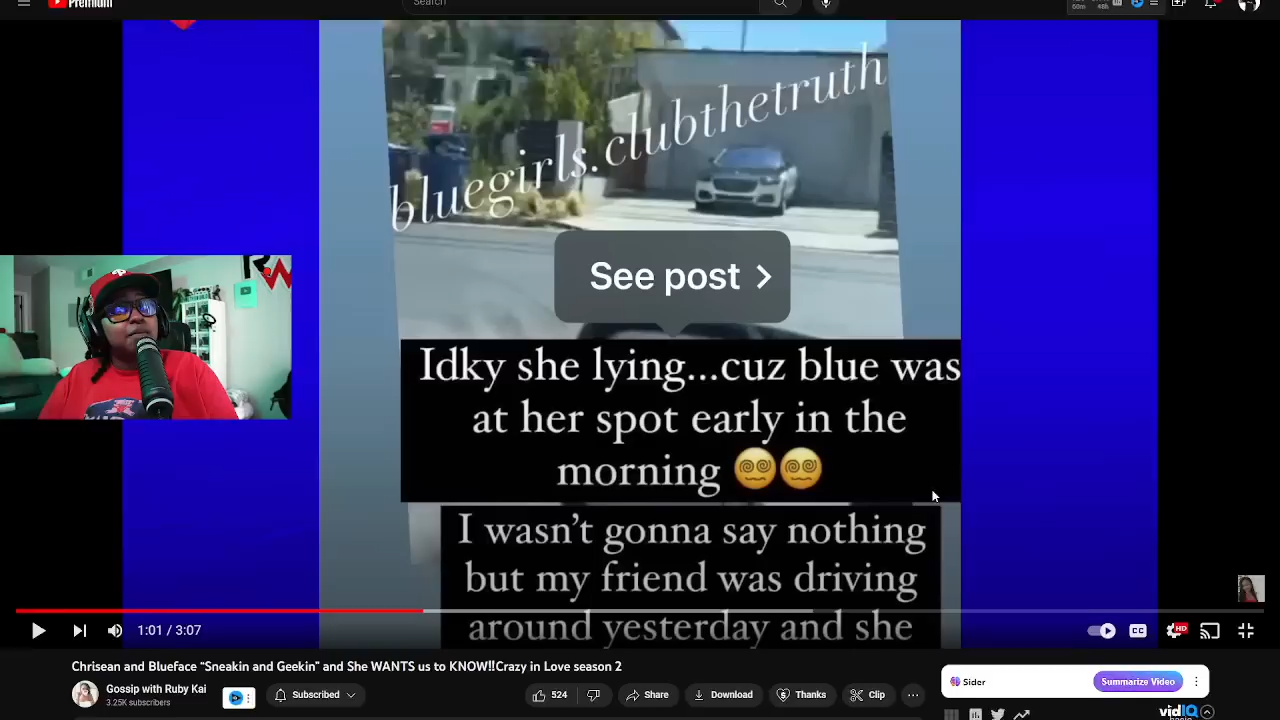 Premium
Search
bluegirls.clubthetruth
See post >
Idky she lying...cuz blue was
at her spot early in the
morning 😵‍💫😵‍💫
I wasn't gonna say nothing
but my friend was driving
around yesterday and she
1:01 / 3:07
CC
HD
Chrisean and Blueface “Sneakin and Geekin” and She WANTS us to KNOW!!Crazy in Love season 2
Gossip with Ruby Kai
3.25K subscribers
Subscribed
524
Share
Download
Thanks
Clip
Sider
Summarize Video
vidIQ